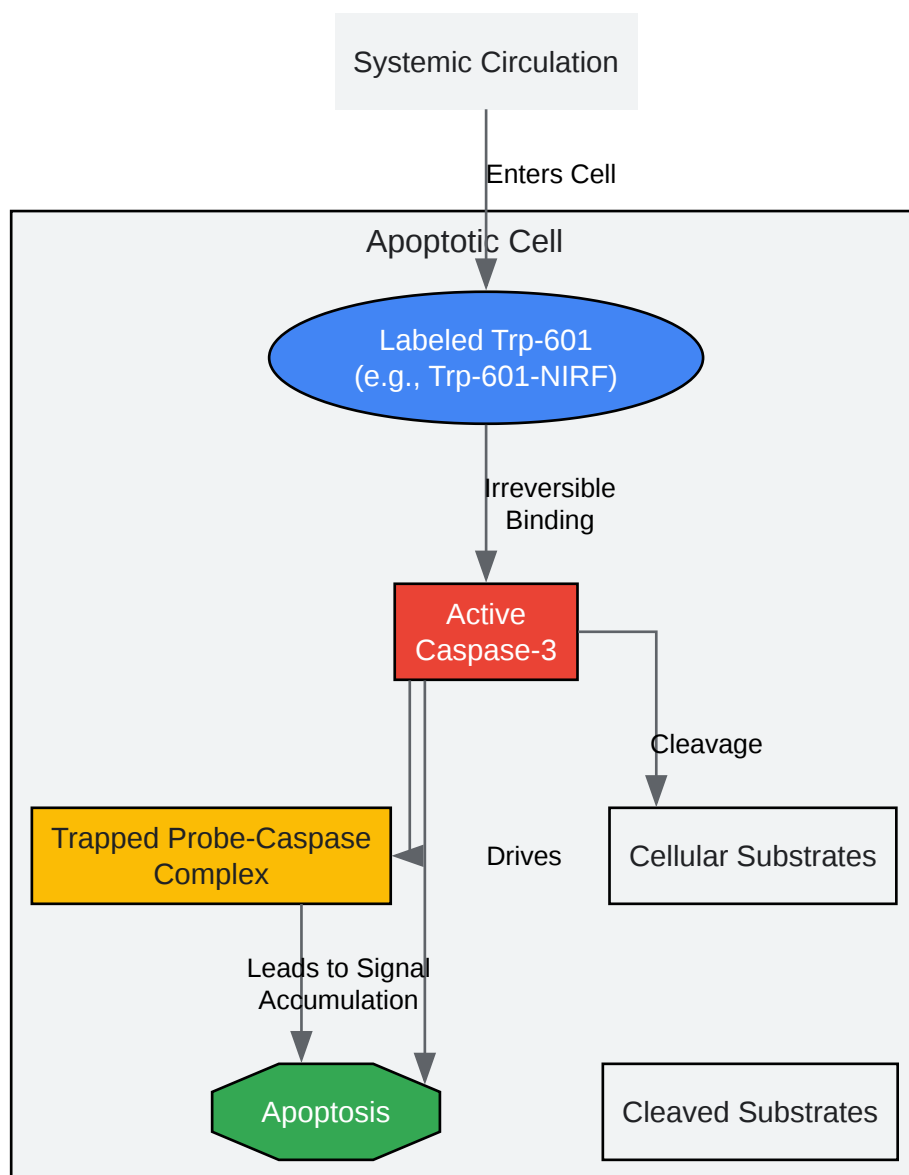 Systemic Circulation
Enters Cell
Apoptotic Cell
Labeled Trp-601
(e.g., Trp-601-NIRF)
Irreversible
Binding
Active
Caspase-3
Cleavage
Trapped Probe-Caspase
Complex
Drives
Cellular Substrates
Leads to Signal
Accumulation
Apoptosis
Cleaved Substrates